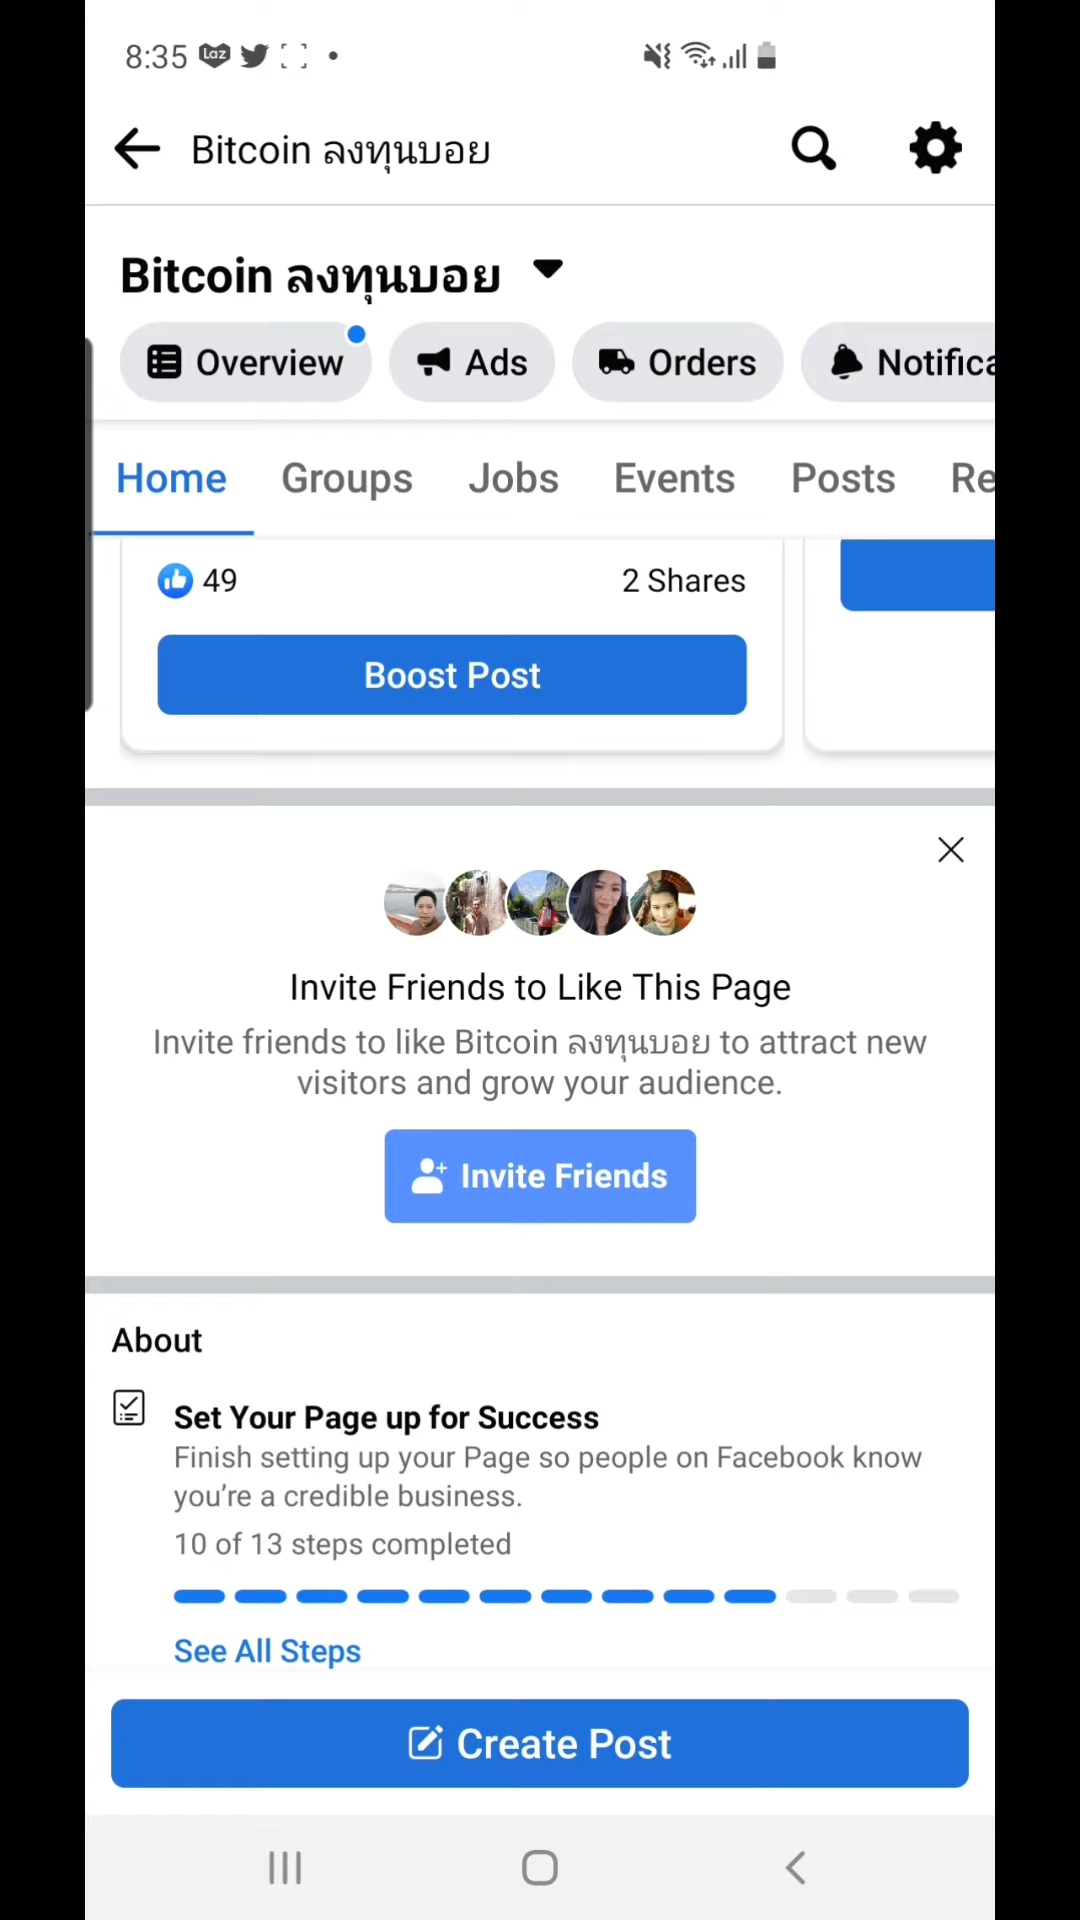 8:35
Laz
Bitcoin ลงทุนบอย
Bitcoin ลงทุนบอย
Overview Ads Orders Notifica
Home Groups Jobs Events Posts Re
49 2 Shares
Boost Post
Invite Friends to Like This Page
Invite friends to like Bitcoin ลงทุนบอย to attract new
visitors and grow your audience.
Invite Friends
About
Set Your Page up for Success
Finish setting up your Page so people on Facebook know
you’re a credible business.
10 of 13 steps completed
See All Steps
Create Post